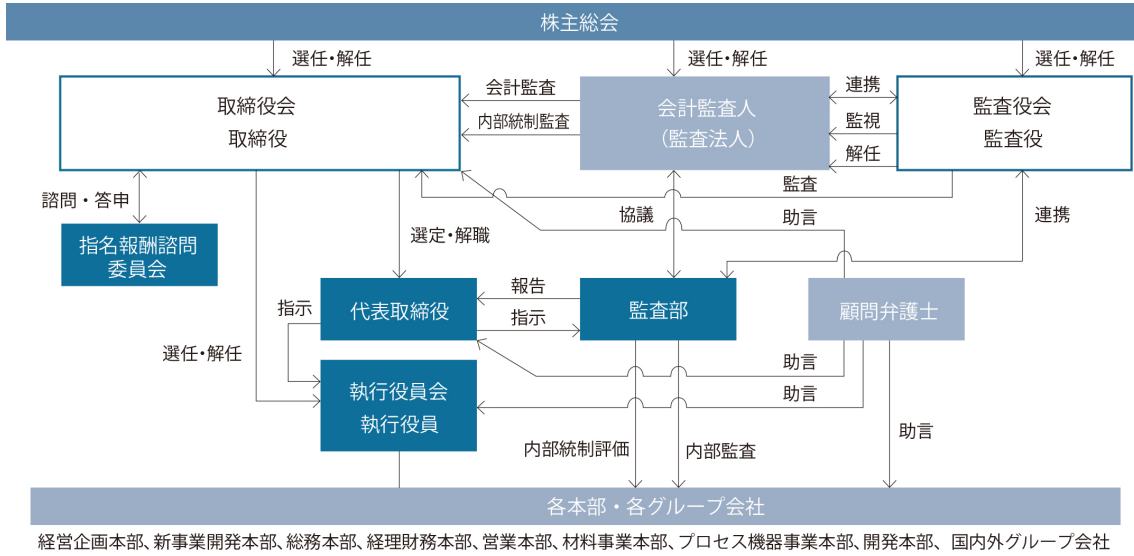 株主総会
選任・解任
選任・解任
選任・解任
取締役会
取締役
会計監査
内部統制監査
会計監査人
（監査法人）
連携
監視
解任
監査役会
監査役
監査
諮問・答申
協議
助言
連携
指名報酬諮問
委員会
選定・解職
指示
代表取締役
報告
指示
監査部
顧問弁護士
選任・解任
助言
執行役員会
執行役員
助言
内部統制評価
内部監査
助言
各本部・各グループ会社
経営企画本部、新事業開発本部、総務本部、経理財務本部、営業本部、材料事業本部、プロセス機器事業本部、開発本部、国内外グループ会社